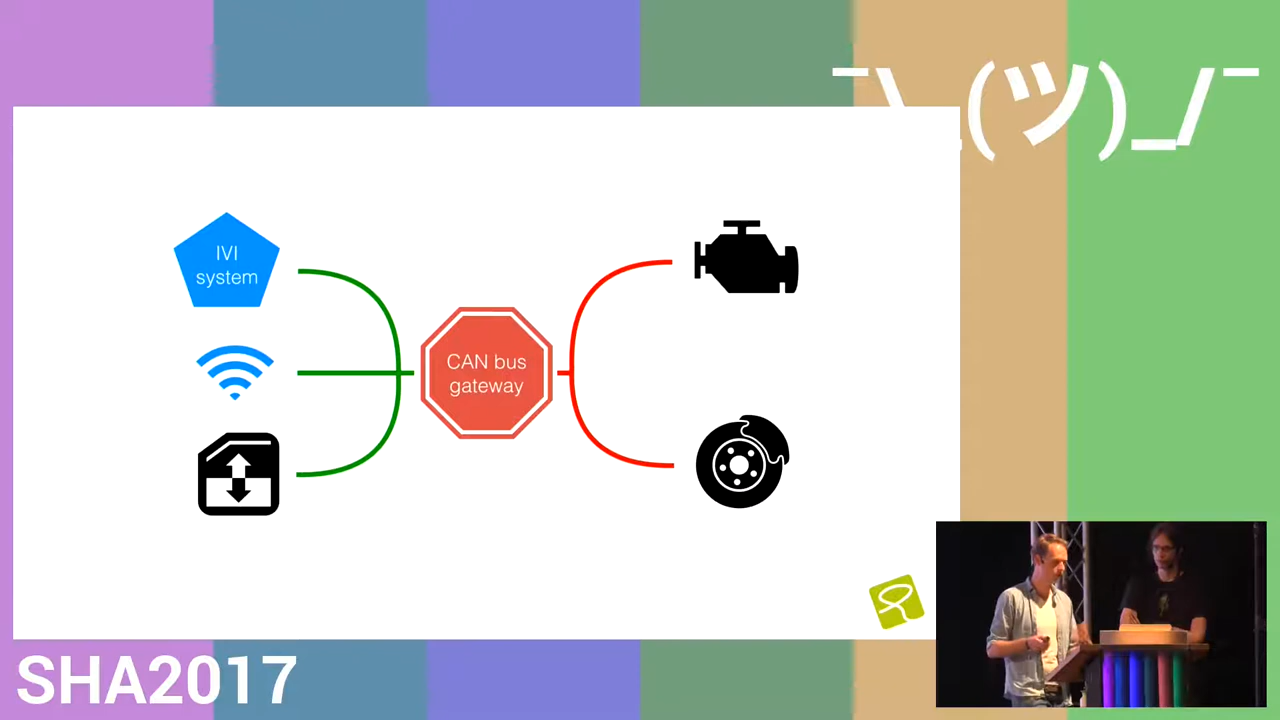 ¯\_(ツ)_/¯
IVI
system
CAN bus
gateway
SHA2017